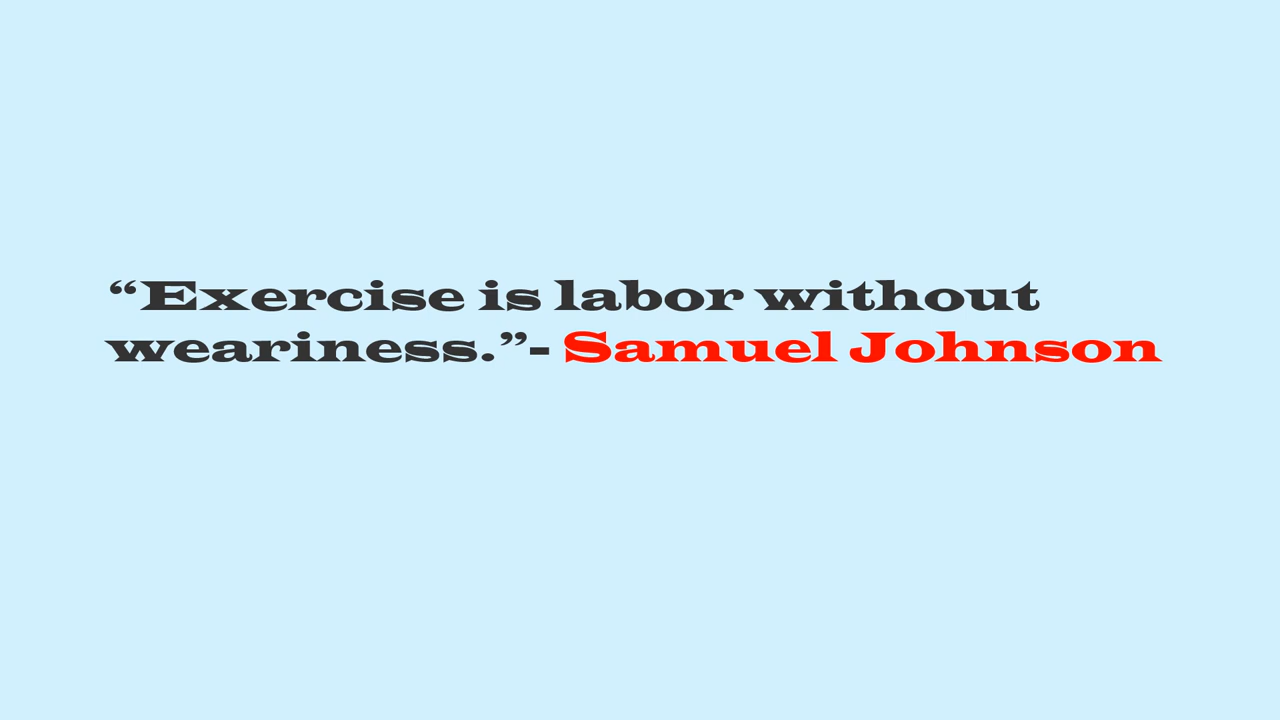 “Exercise is labor without
weariness.”- Samuel Johnson